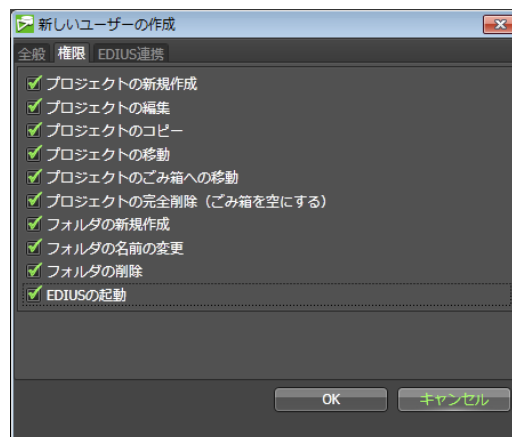 新しいユーザーの作成
全般 権限 EDIUS連携
プロジェクトの新規作成
プロジェクトの編集
プロジェクトのコピー
プロジェクトの移動
プロジェクトのごみ箱への移動
プロジェクトの完全削除（ごみ箱を空にする）
フォルダの新規作成
フォルダの名前の変更
フォルダの削除
EDIUSの起動
OK キャンセル